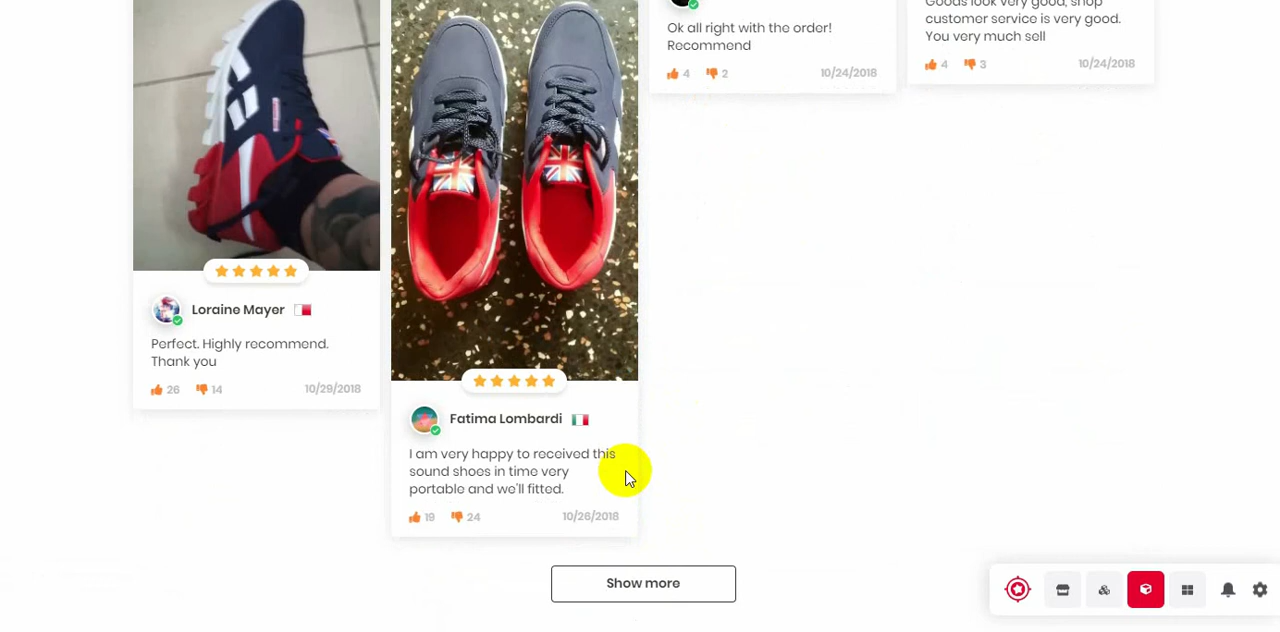 Loraine Mayer
Perfect. Highly recommend.
Thank you
26 14 10/29/2018
Fatima Lombardi
I am very happy to received this
sound shoes in time very
portable and we'll fitted.
19 24 10/26/2018
Ok all right with the order!
Recommend
4 2 10/24/2018
Goods look very good, shop
customer service is very good.
You very much sell
4 3 10/24/2018
Show more